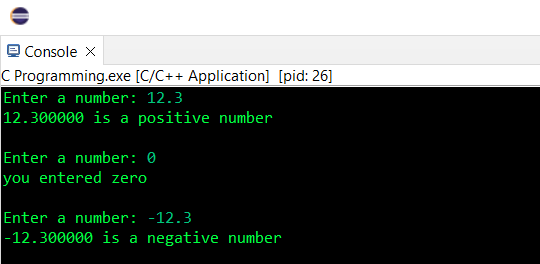 Console
C Programming.exe [C/C++ Application] [pid: 26]
Enter a number: 12.3
12.300000 is a positive number
Enter a number: 0
you entered zero
Enter a number: -12.3
-12.300000 is a negative number